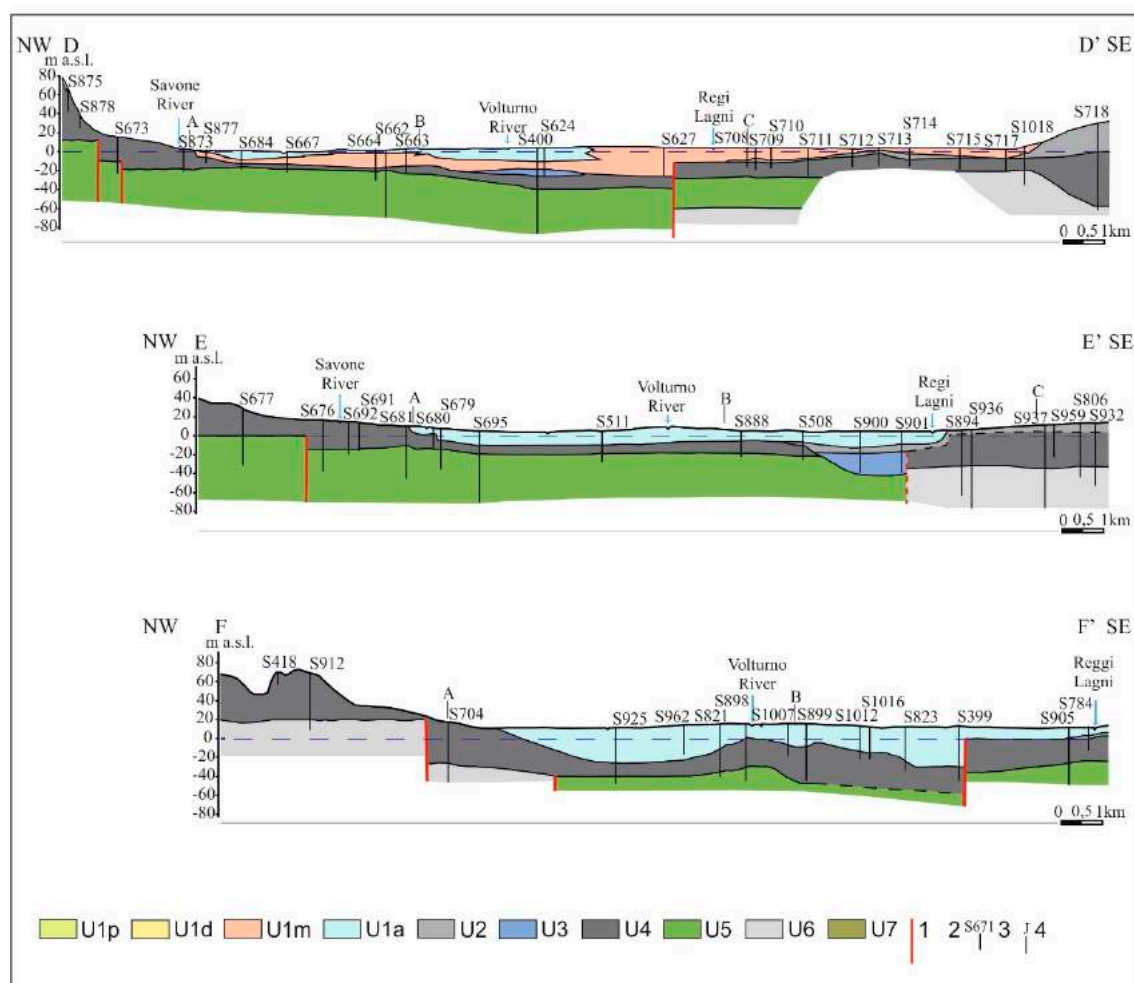 NW D D' SE
m a.s.l.
80
60
40
20
0
-20
-40
-60
-80
S875
S878
S673
Savone
River
A
S873
S877
S684
S667
S664
S662
S663
B
Volturno
River
S400
S624
S627
Regi
Lagni
S708
C
S709
S710
S711
S712
S713
S714
S715
S717
S1018
S718
0 0,51km
NW E E' SE
m a.s.l.
60
40
20
0
-20
-40
-60
-80
S677
S676
Savone
River
S692
S691
S681
A
S680
S679
S695
S511
Volturno
River
B
S888
S508
S900
S901
Regi
Lagni
S894
S936
S937
C
S959
S806
S932
0 0,5 1km
NW F F' SE
m a.s.l.
80
60
40
20
0
-20
-40
-60
-80
S418
S912
A
S704
S925
S962
S821
S898
Volturno
River
S1007
B
S899
S1012
S1016
S823
S399
S905
S784
Reggi
Lagni
0 0,5 1km
U1p U1d U1m U1a U2 U3 U4 U5 U6 U7 1 2 S671 3 J 4